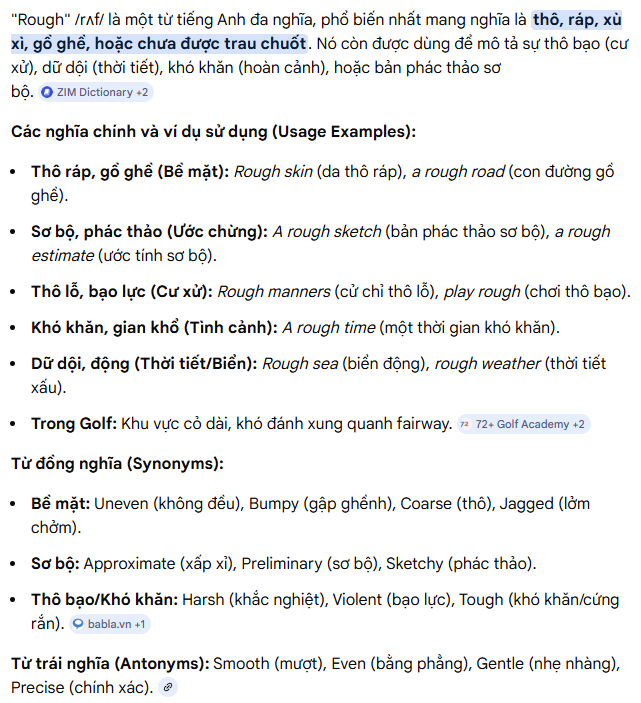 "Rough" /rʌf/ là một từ tiếng Anh đa nghĩa, phổ biến nhất mang nghĩa là thô, ráp, xù
xì, gồ ghề, hoặc chưa được trau chuốt. Nó còn được dùng để mô tả sự thô bạo (cư
xử), dữ dội (thời tiết), khó khăn (hoàn cảnh), hoặc bản phác thảo sơ
bộ. ZIM Dictionary +2
Các nghĩa chính và ví dụ sử dụng (Usage Examples):
• Thô ráp, gồ ghề (Bề mặt): Rough skin (da thô ráp), a rough road (con đường gồ
ghề).
• Sơ bộ, phác thảo (Ước chừng): A rough sketch (bản phác thảo sơ bộ), a rough
estimate (ước tính sơ bộ).
• Thô lỗ, bạo lực (Cư xử): Rough manners (cử chỉ thô lỗ), play rough (chơi thô bạo).
• Khó khăn, gian khổ (Tình cảnh): A rough time (một thời gian khó khăn).
• Dữ dội, động (Thời tiết/Biển): Rough sea (biển động), rough weather (thời tiết
xấu).
• Trong Golf: Khu vực cỏ dài, khó đánh xung quanh fairway. 72 72+ Golf Academy +2
Từ đồng nghĩa (Synonyms):
• Bề mặt: Uneven (không đều), Bumpy (gập ghềnh), Coarse (thô), Jagged (lởm
chởm).
• Sơ bộ: Approximate (xấp xỉ), Preliminary (sơ bộ), Sketchy (phác thảo).
• Thô bạo/Khó khăn: Harsh (khắc nghiệt), Violent (bạo lực), Tough (khó khăn/cứng
rắn). babla.vn +1
Từ trái nghĩa (Antonyms): Smooth (mượt), Even (bằng phẳng), Gentle (nhẹ nhàng),
Precise (chính xác).